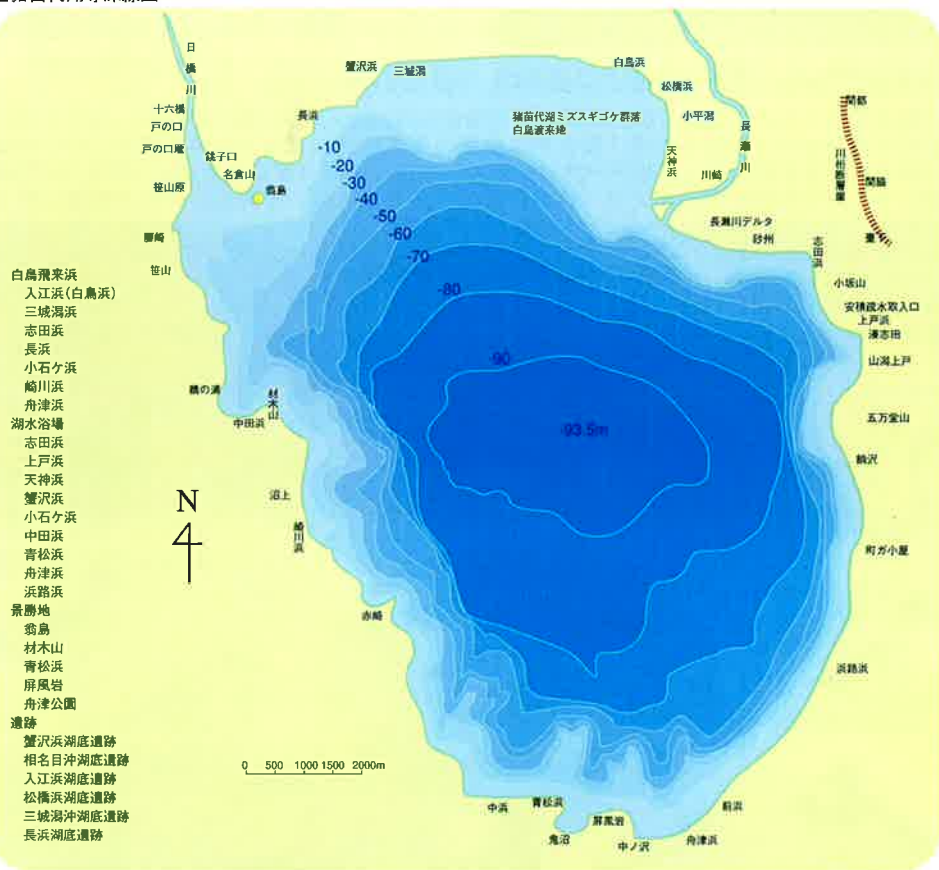 日橋川
十六橋
戸の口
戸の口堰
銚子口
名倉山
笹山原
翁島
笹山
長浜
蟹沢浜
三城潟
白鳥浜
松橋浜
小平潟
猪苗代湖ミズスギゴケ群落
白鳥渡来地
天神浜
長瀬川
川崎
長瀬川デルタ
砂州
関都
川桁断層崖
関脇
志田浜
小坂山
安積疏水取入口
上戸浜
湊志田
山潟上戸
五万堂山
鶴沢
町ガ小屋
浜路浜
-10
-20
-30
-40
-50
-60
-70
-80
-90
-93.5m
白鳥飛来浜
入江浜(白鳥浜)
三城潟浜
志田浜
長浜
小石ケ浜
崎川浜
舟津浜
湖水浴場
志田浜
上戸浜
天神浜
蟹沢浜
小石ケ浜
中田浜
青松浜
舟津浜
浜路浜
景勝地
翁島
材木山
青松浜
屏風岩
舟津公園
遺跡
蟹沢浜湖底遺跡
相名目沖湖底遺跡
入江浜湖底遺跡
松橋浜湖底遺跡
三城潟沖湖底遺跡
長浜湖底遺跡
材木山
中田浜
沼上
崎川浜
赤崎
N
0 500 1000 1500 2000m
中浜
青松浜
鬼沼
屏風岩
中ノ沢
舟津浜
前浜